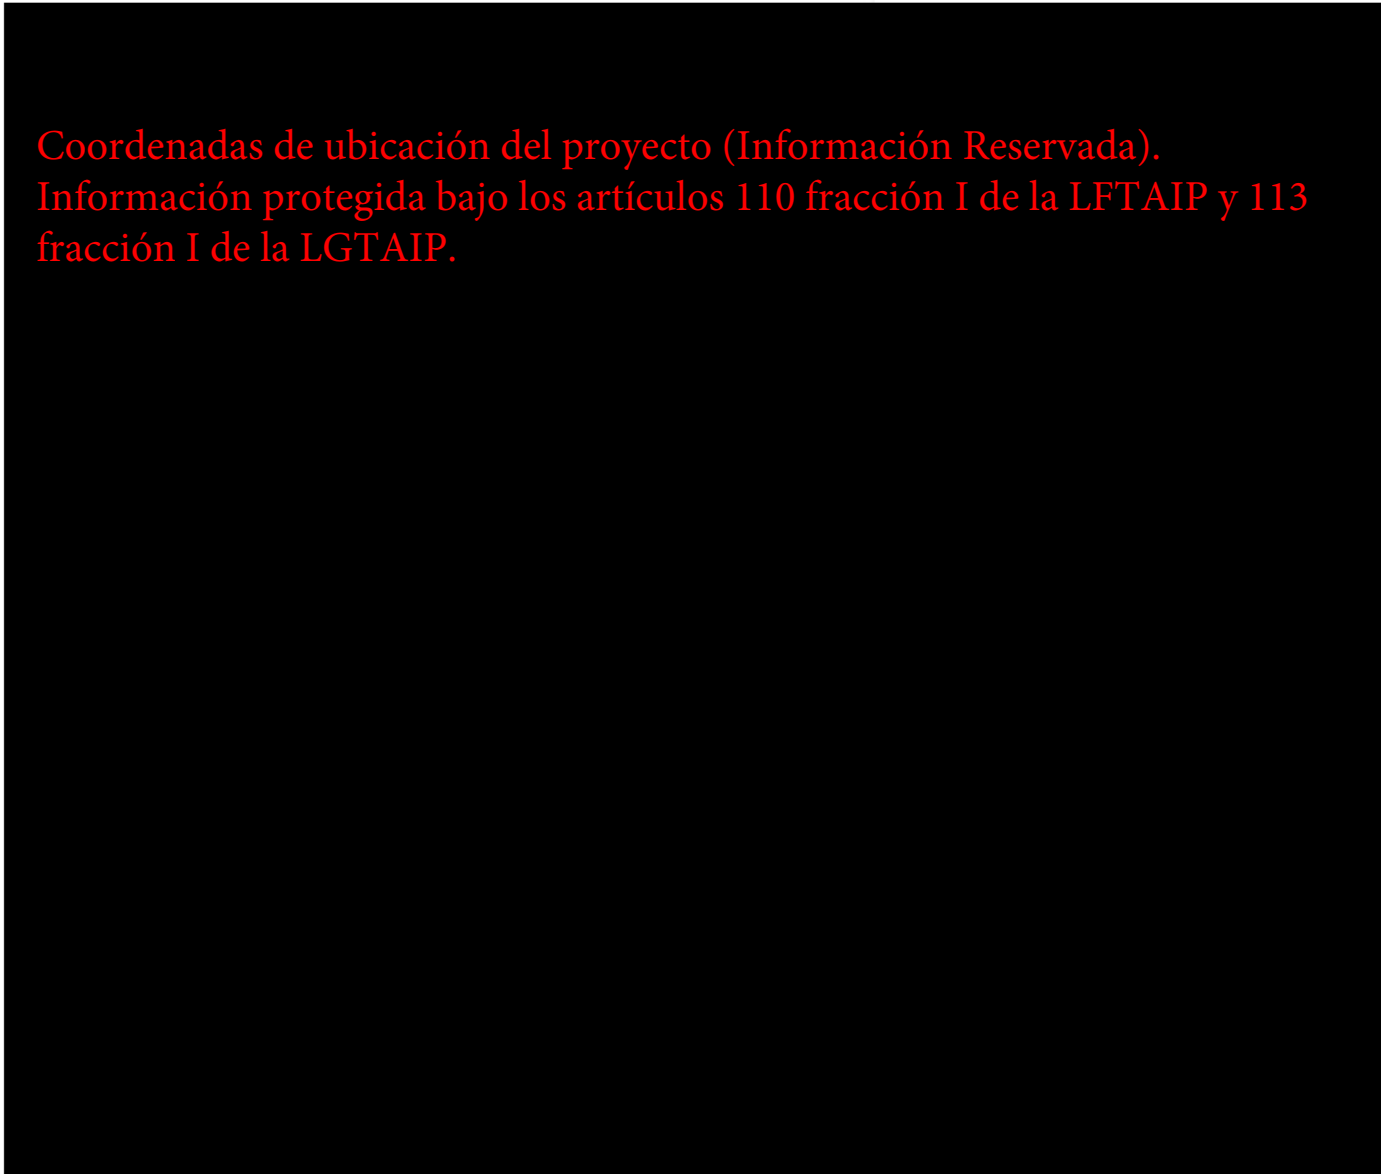 Coordenadas de ubicación del proyecto (Información Reservada).
Información protegida bajo los artículos 110 fracción I de la LFTAIP y 113
fracción I de la LGTAIP.